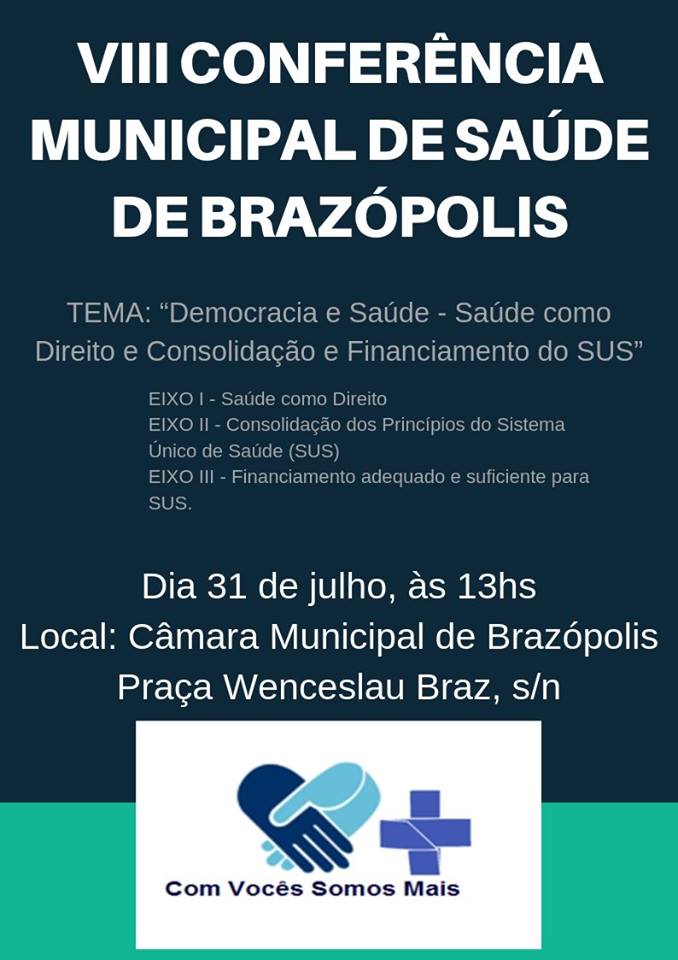 VIII CONFERÊNCIA
MUNICIPAL DE SAÚDE
DE BRAZÓPOLIS
TEMA: “Democracia e Saúde - Saúde como
Direito e Consolidação e Financiamento do SUS”
EIXO I - Saúde como Direito
EIXO II - Consolidação dos Princípios do Sistema
Único de Saúde (SUS)
EIXO III - Financiamento adequado e suficiente para
SUS.
Dia 31 de julho, às 13hs
Local: Câmara Municipal de Brazópolis
Praça Wenceslau Braz, s/n
Com Vocês Somos Mais